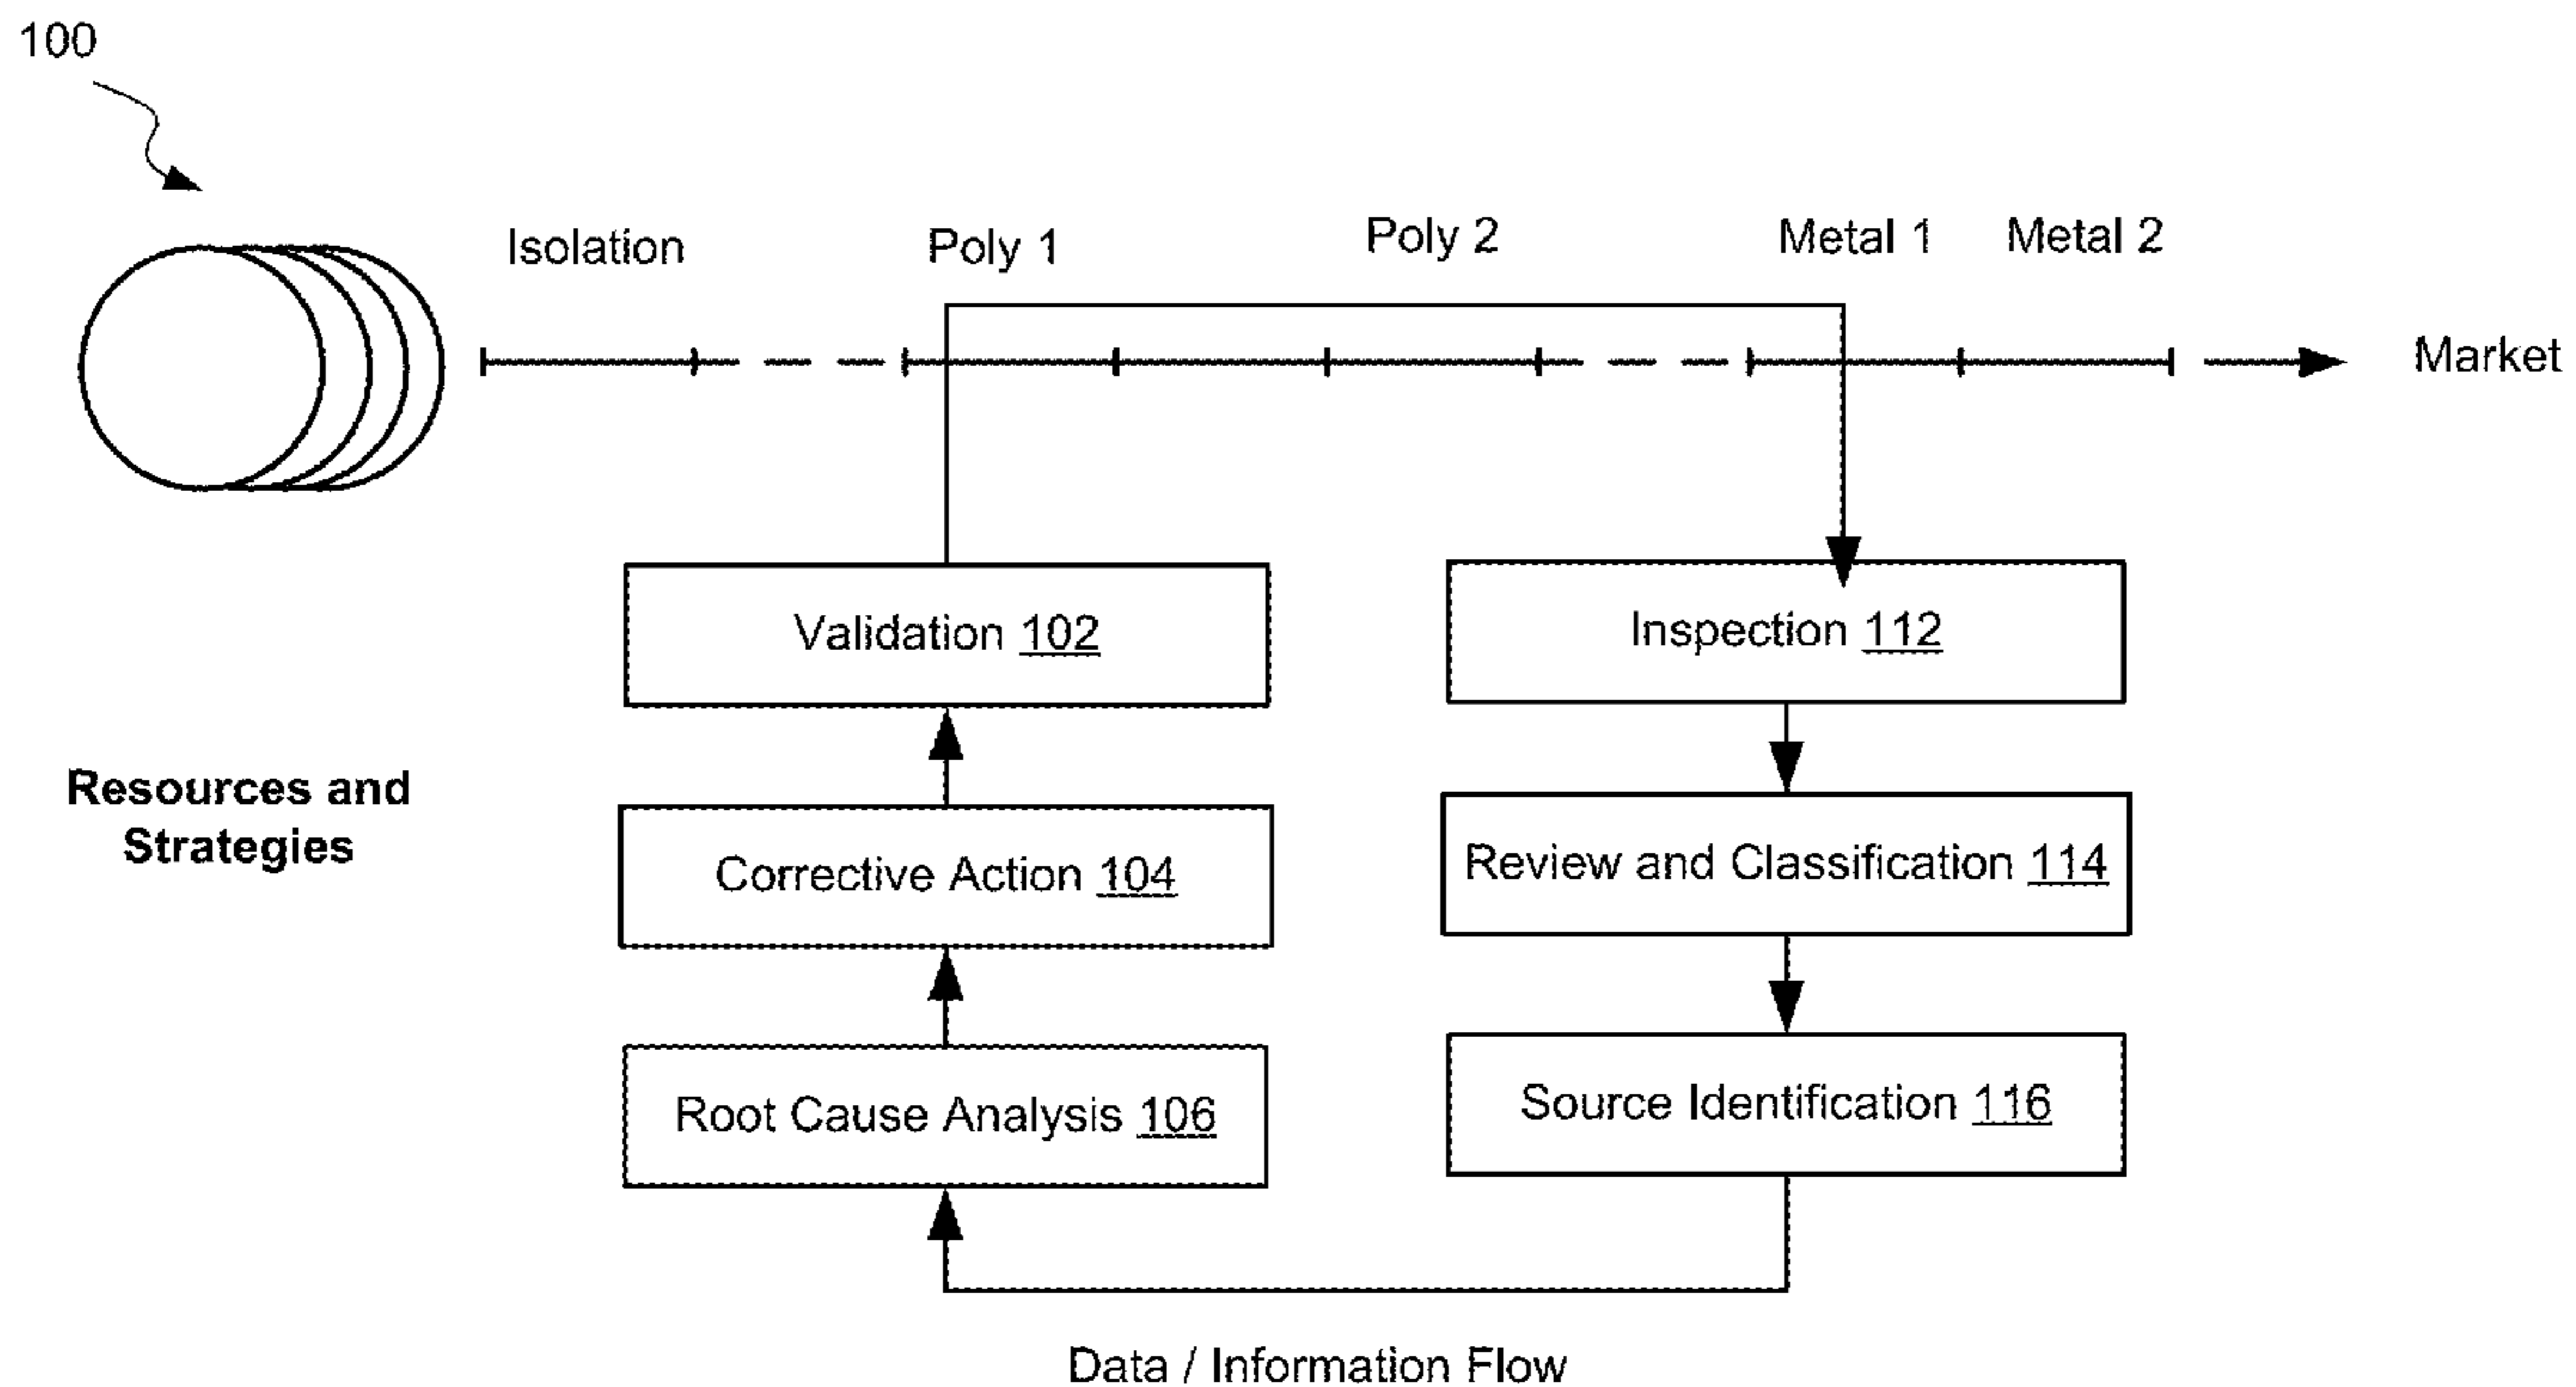 100
Isolation
Poly 1
Poly 2
Metal 1
Metal 2
Market
Validation 102
Inspection 112
Resources and
Strategies
Corrective Action 104
Review and Classification 114
Root Cause Analysis 106
Source Identification 116
Data / Information Flow